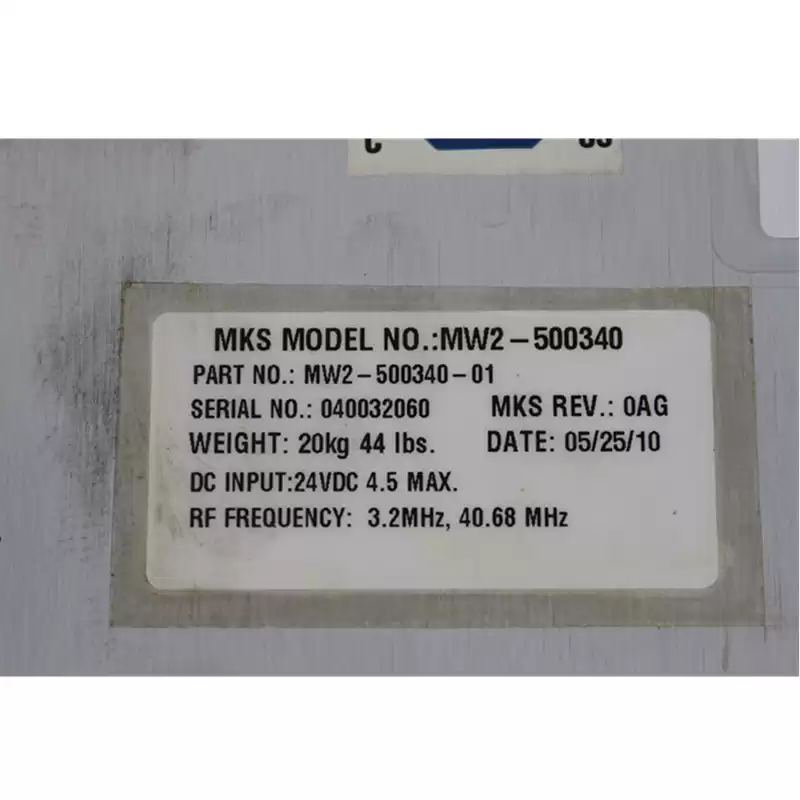 C US
MKS MODEL NO.:MW2-500340
PART NO.: MW2-500340-01
SERIAL NO.: 040032060 MKS REV.: 0AG
WEIGHT: 20kg 44 lbs. DATE: 05/25/10
DC INPUT:24VDC 4.5 MAX.
RF FREQUENCY: 3.2MHz, 40.68 MHz